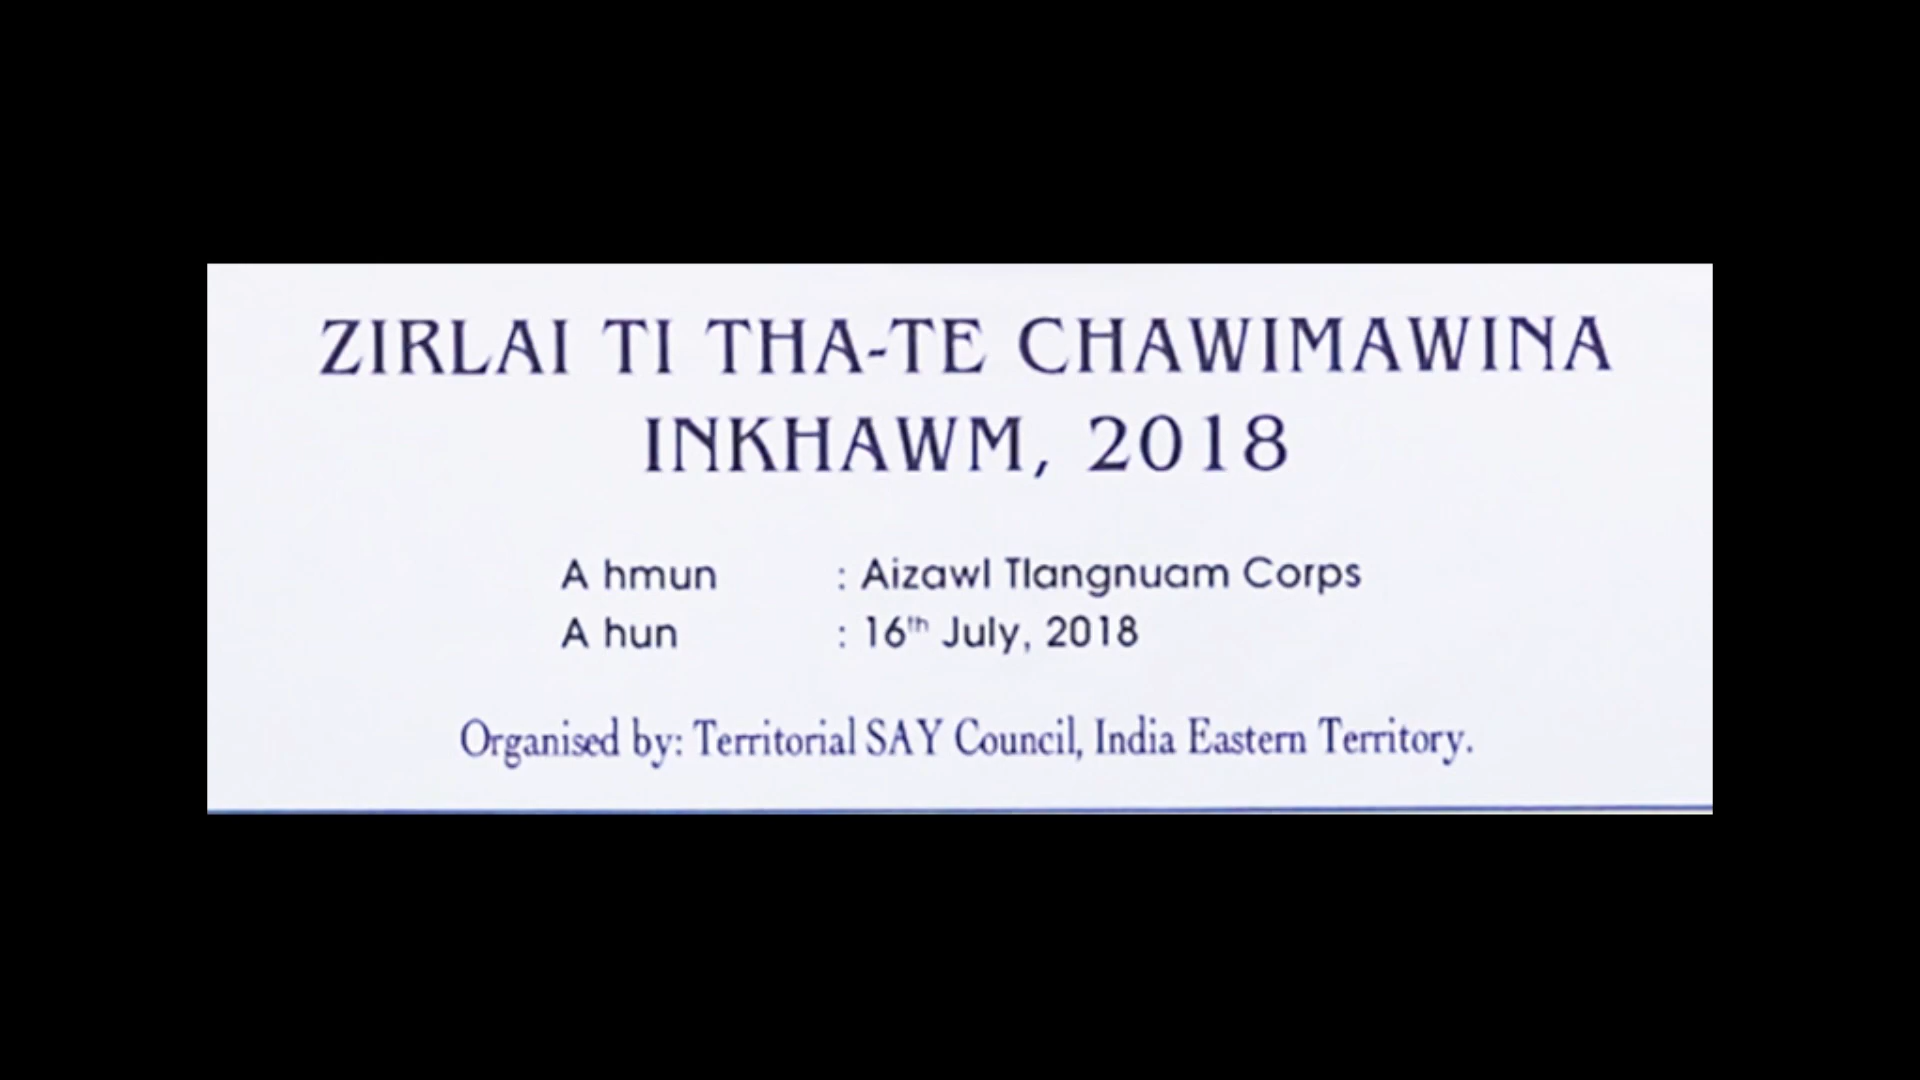 ZIRLAI TI THA-TE CHAWIMAWINA
INKHAWM, 2018
A hmun : Aizawl Tlangnuam Corps
A hun : 16th July, 2018
Organised by: Territorial SAY Council, India Eastern Territory.